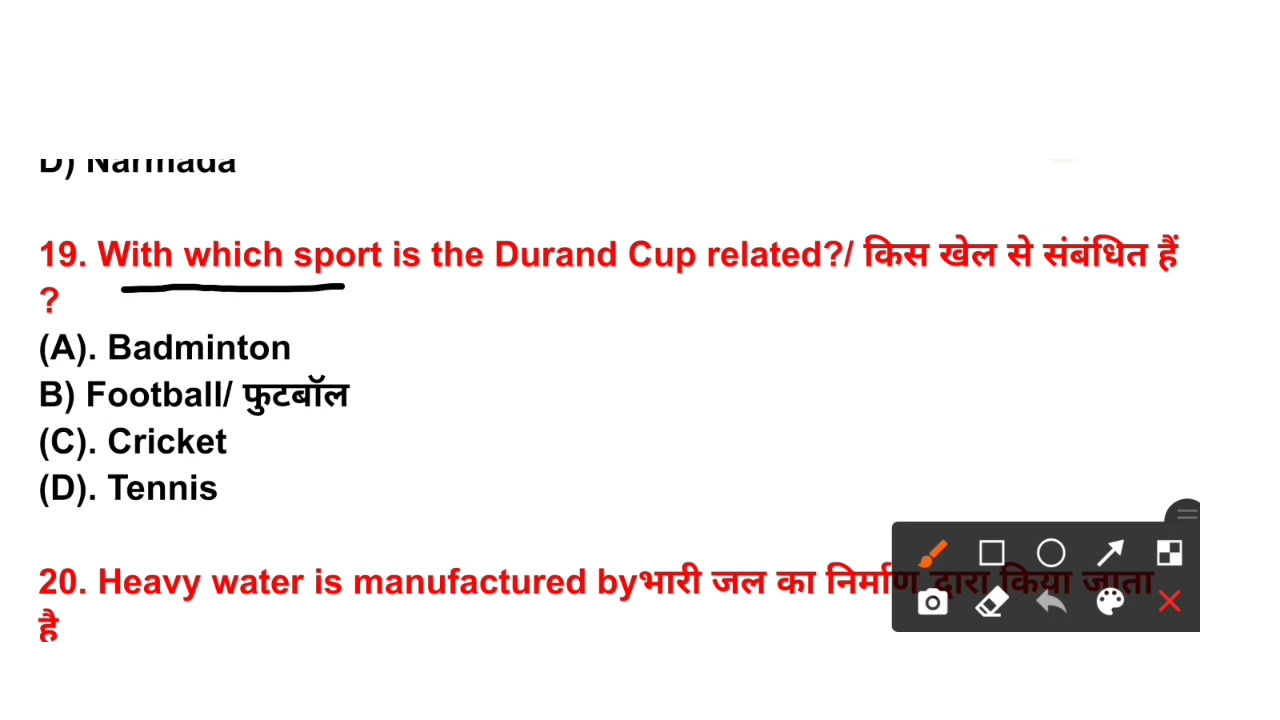 D) Narmada
19. With which sport is the Durand Cup related?/ किस खेल से संबंधित हैं
?
(A). Badminton
B) Football/ फुटबॉल
(C). Cricket
(D). Tennis
20. Heavy water is manufactured byभारी जल का निर्माण द्वारा किया जाता
है